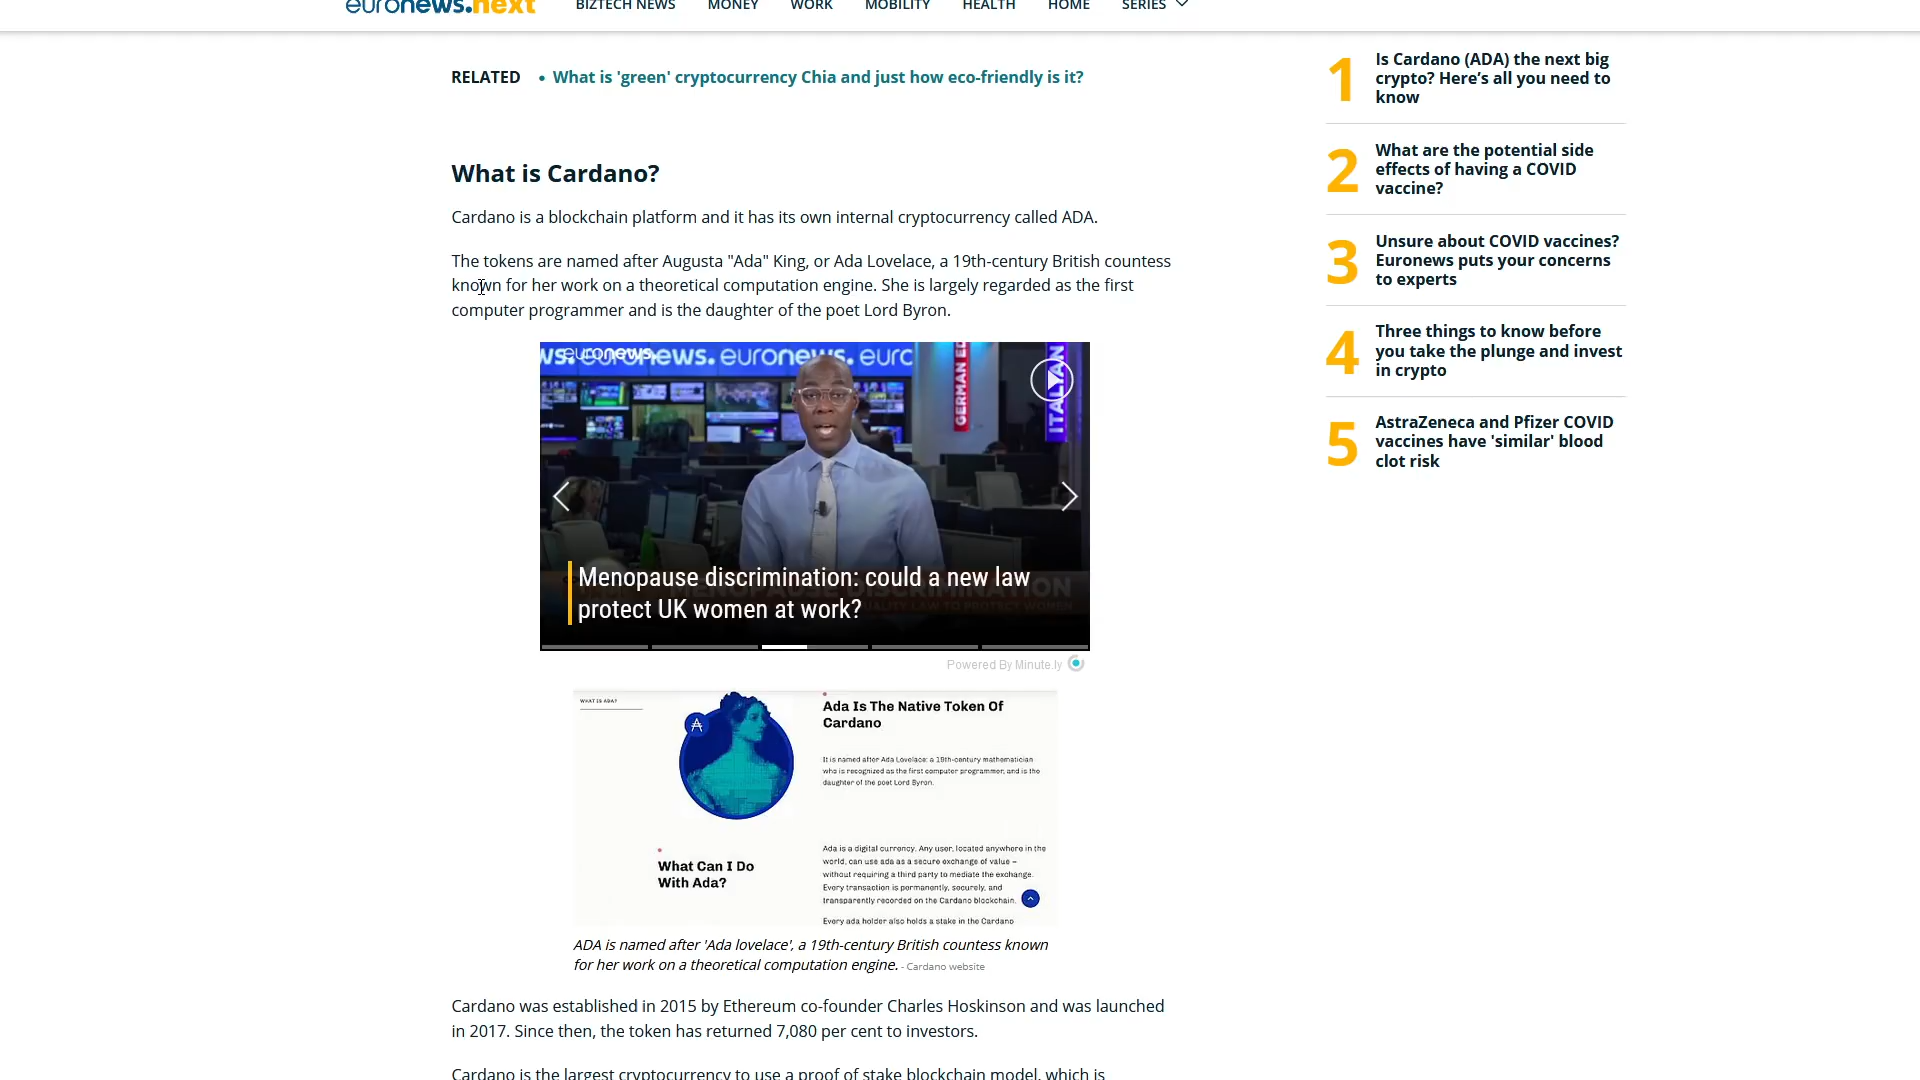 euronews.next
BIZTECH NEWS MONEY WORK MOBILITY HEALTH HOME SERIES
RELATED • What is 'green' cryptocurrency Chia and just how eco-friendly is it?
What is Cardano?
Cardano is a blockchain platform and it has its own internal cryptocurrency called ADA.
The tokens are named after Augusta "Ada" King, or Ada Lovelace, a 19th-century British countess
known for her work on a theoretical computation engine. She is largely regarded as the first
computer programmer and is the daughter of the poet Lord Byron.
euronews.
ws. euronews. euronews. euro
GERMAN ED
ITALYAN
Menopause discrimination: could a new law
protect UK women at work?
Powered By Minute.ly
WHAT IS ADA?
Ada Is The Native Token Of
Cardano
It is named after Ada Lovelace: a 19th-century mathematician
who is recognized as the first computer programmer, and is the
daughter of the poet Lord Byron.
What Can I Do
With Ada?
Ada is a digital currency. Any user, located anywhere in the
world, can use ada as a secure exchange of value –
without requiring a third party to mediate the exchange.
Every transaction is permanently, securely, and
transparently recorded on the Cardano blockchain.
Every ada holder also holds a stake in the Cardano
ADA is named after 'Ada lovelace', a 19th-century British countess known
for her work on a theoretical computation engine. - Cardano website
Cardano was established in 2015 by Ethereum co-founder Charles Hoskinson and was launched
in 2017. Since then, the token has returned 7,080 per cent to investors.
Cardano is the largest cryptocurrency to use a proof of stake blockchain model, which is
1
Is Cardano (ADA) the next big
crypto? Here's all you need to
know
2
What are the potential side
effects of having a COVID
vaccine?
3
Unsure about COVID vaccines?
Euronews puts your concerns
to experts
4
Three things to know before
you take the plunge and invest
in crypto
5
AstraZeneca and Pfizer COVID
vaccines have 'similar' blood
clot risk